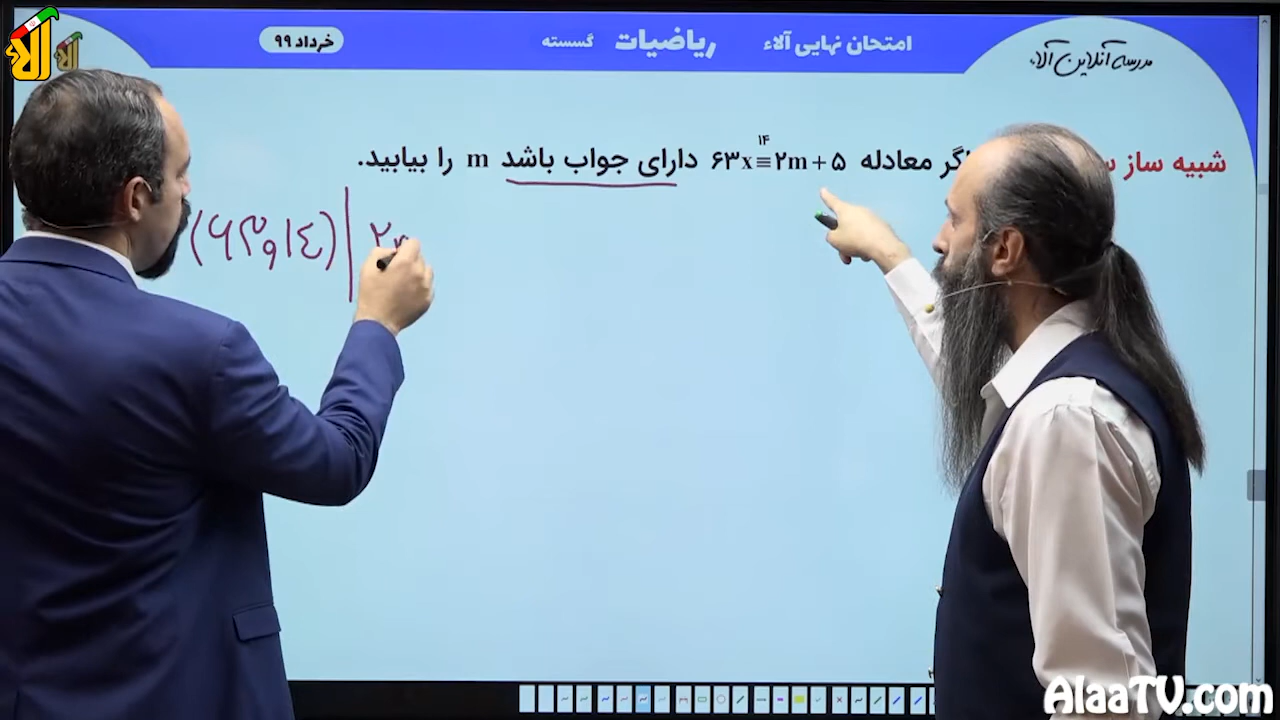 مدرسه آنلاین آلاء
امتحان نهایی آلاء ریاضیات گسسته
خرداد ۹۹
شبیه ساز اگر معادله ۶۳x ≡ ۲m + ۵ دارای جواب باشد m را بیابید.
۱۴
(۶۳و۱۴) | ۲m
AlaaTV.com